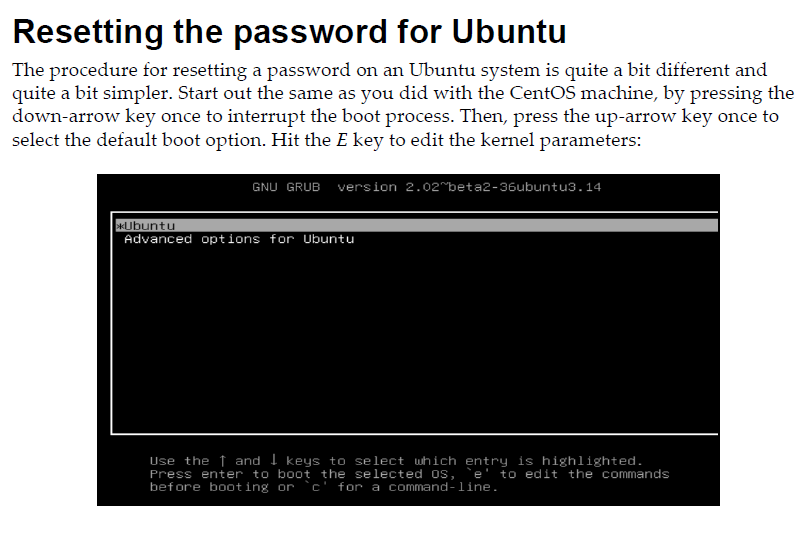 Resetting the password for Ubuntu
The procedure for resetting a password on an Ubuntu system is quite a bit different and
quite a bit simpler. Start out the same as you did with the CentOS machine, by pressing the
down-arrow key once to interrupt the boot process. Then, press the up-arrow key once to
select the default boot option. Hit the E key to edit the kernel parameters:
GNU GRUB  version 2.02~beta2-36ubuntu3.14
*Ubuntu
Advanced options for Ubuntu
Use the ↑ and ↓ keys to select which entry is highlighted.
Press enter to boot the selected OS, `e' to edit the commands
before booting or `c' for a command-line.